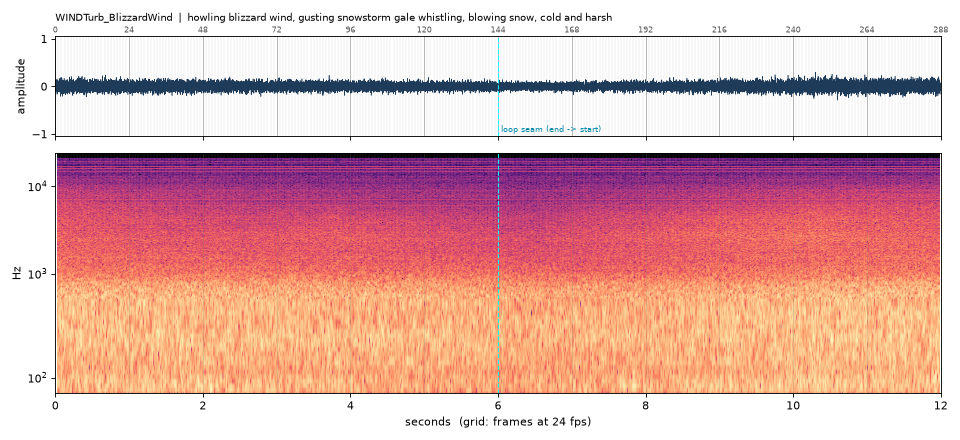 WINDTurb_BlizzardWind | howling blizzard wind, gusting snowstorm gale whistling, blowing snow, cold and harsh
0 24 48 72 96 120 144 168 192 216 240 264 288
1
0
−1
amplitude
loop seam (end -> start)
10⁴
10³
10²
Hz
0 2 4 6 8 10 12
seconds (grid: frames at 24 fps)